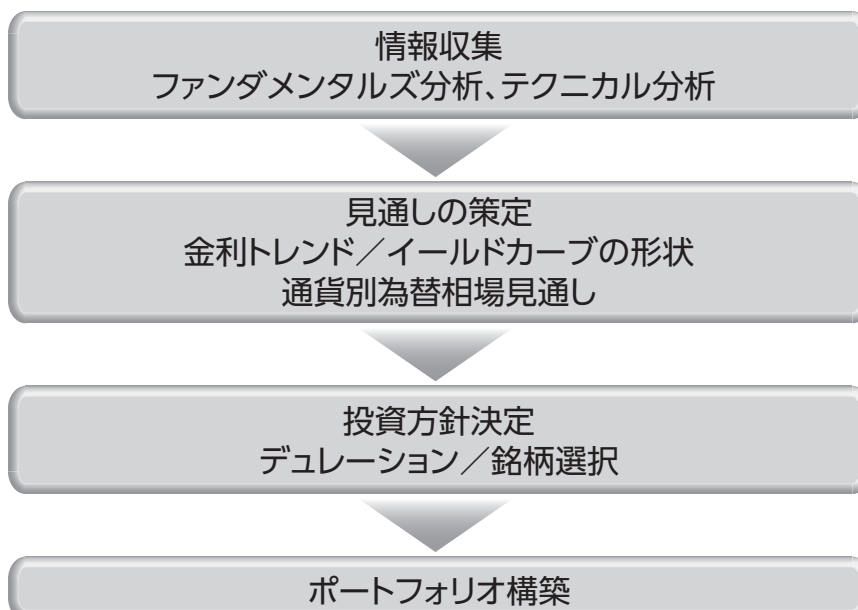 情報収集
ファンダメンタルズ分析、テクニカル分析
見通しの策定
金利トレンド／イールドカーブの形状
通貨別為替相場見通し
投資方針決定
デュレーション／銘柄選択
ポートフォリオ構築